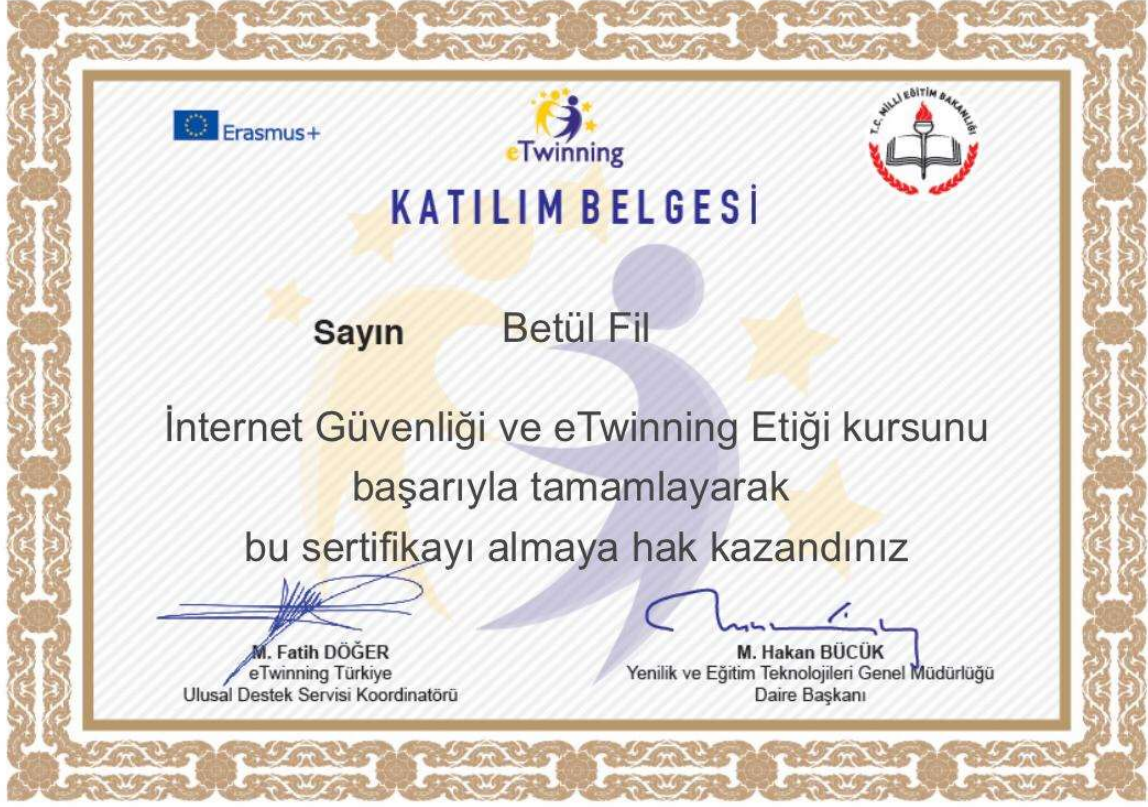 Erasmus+
eTwinning
T.C. MİLLİ EĞİTİM BAKANLIĞI
KATILIM BELGESİ
Sayın Betül Fil
İnternet Güvenliği ve eTwinning Etiği kursunu
başarıyla tamamlayarak
bu sertifikayı almaya hak kazandınız
M. Fatih DÖĞER
eTwinning Türkiye
Ulusal Destek Servisi Koordinatörü
M. Hakan BÜCÜK
Yenilik ve Eğitim Teknolojileri Genel Müdürlüğü
Daire Başkanı